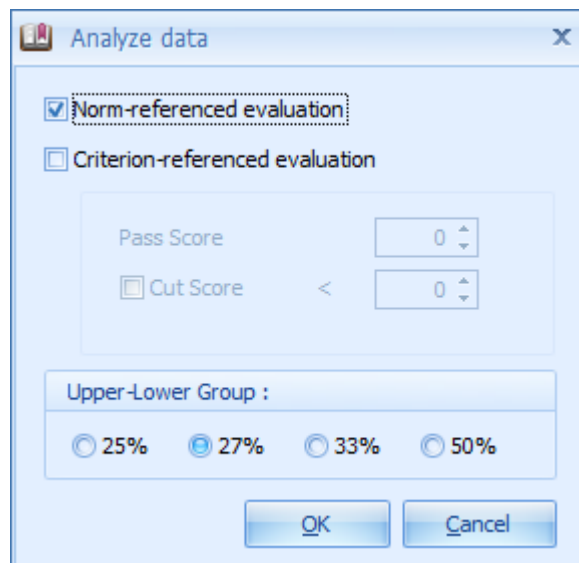 Analyze data
Norm-referenced evaluation
Criterion-referenced evaluation
Pass Score 0
Cut Score < 0
Upper-Lower Group :
25% 27% 33% 50%
OK Cancel